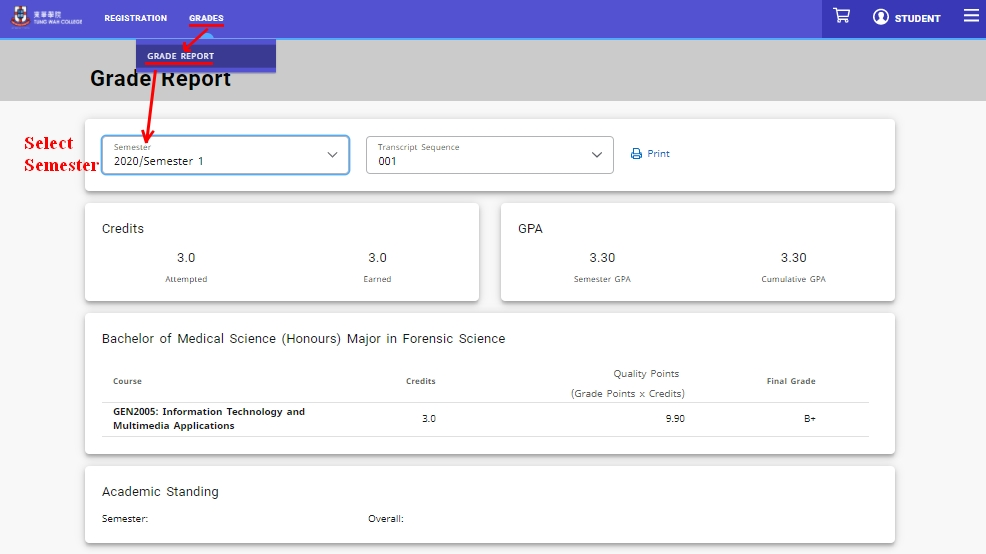 東華學院
TUNG WAH COLLEGE
REGISTRATION
GRADES
STUDENT
GRADE REPORT
Grade Report
Select
Semester
Semester
2020/Semester 1
Transcript Sequence
001
Print
Credits
3.0
3.0
Attempted
Earned
GPA
3.30
3.30
Semester GPA
Cumulative GPA
Bachelor of Medical Science (Honours) Major in Forensic Science
Course
Credits
Quality Points
(Grade Points x Credits)
Final Grade
GEN2005: Information Technology and
Multimedia Applications
3.0
9.90
B+
Academic Standing
Semester:
Overall: